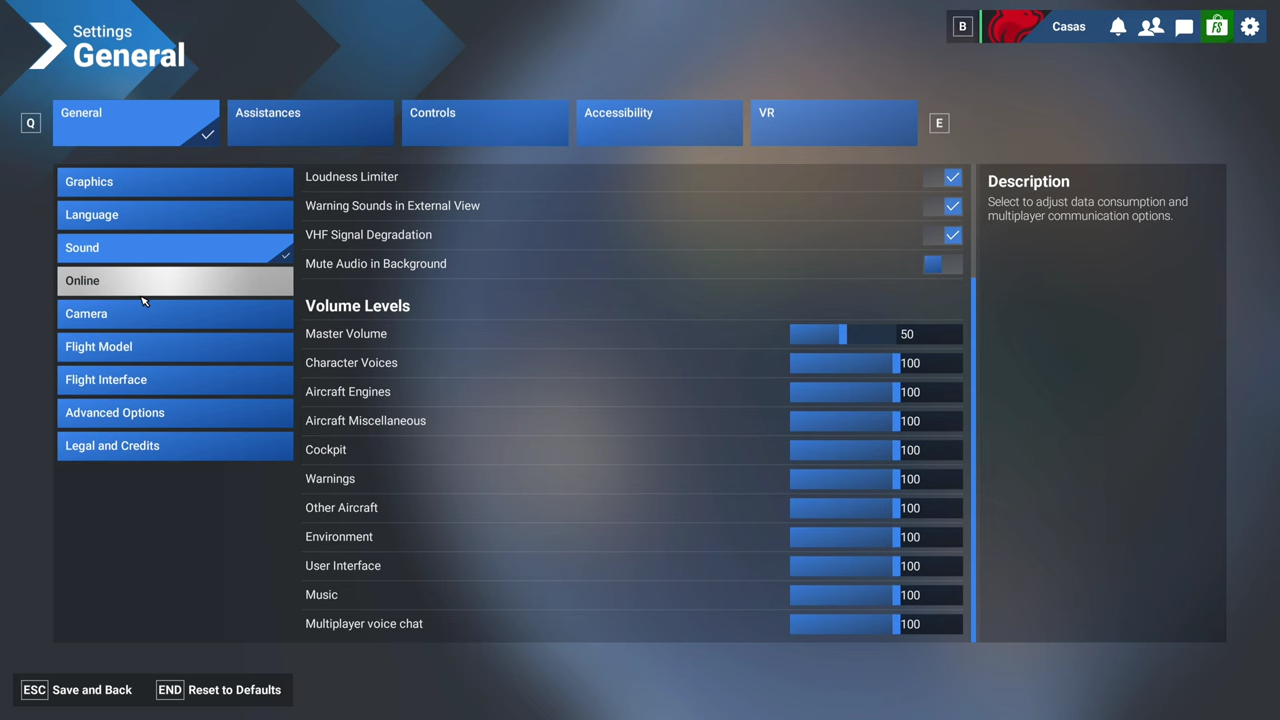 Settings
General
B
Casas
FS
Q
General
Assistances
Controls
Accessibility
VR
E
Graphics
Language
Sound
Online
Camera
Flight Model
Flight Interface
Advanced Options
Legal and Credits
Loudness Limiter
Warning Sounds in External View
VHF Signal Degradation
Mute Audio in Background
Volume Levels
Master Volume 50
Character Voices 100
Aircraft Engines 100
Aircraft Miscellaneous 100
Cockpit 100
Warnings 100
Other Aircraft 100
Environment 100
User Interface 100
Music 100
Multiplayer voice chat 100
Description
Select to adjust data consumption and
multiplayer communication options.
ESC Save and Back
END Reset to Defaults